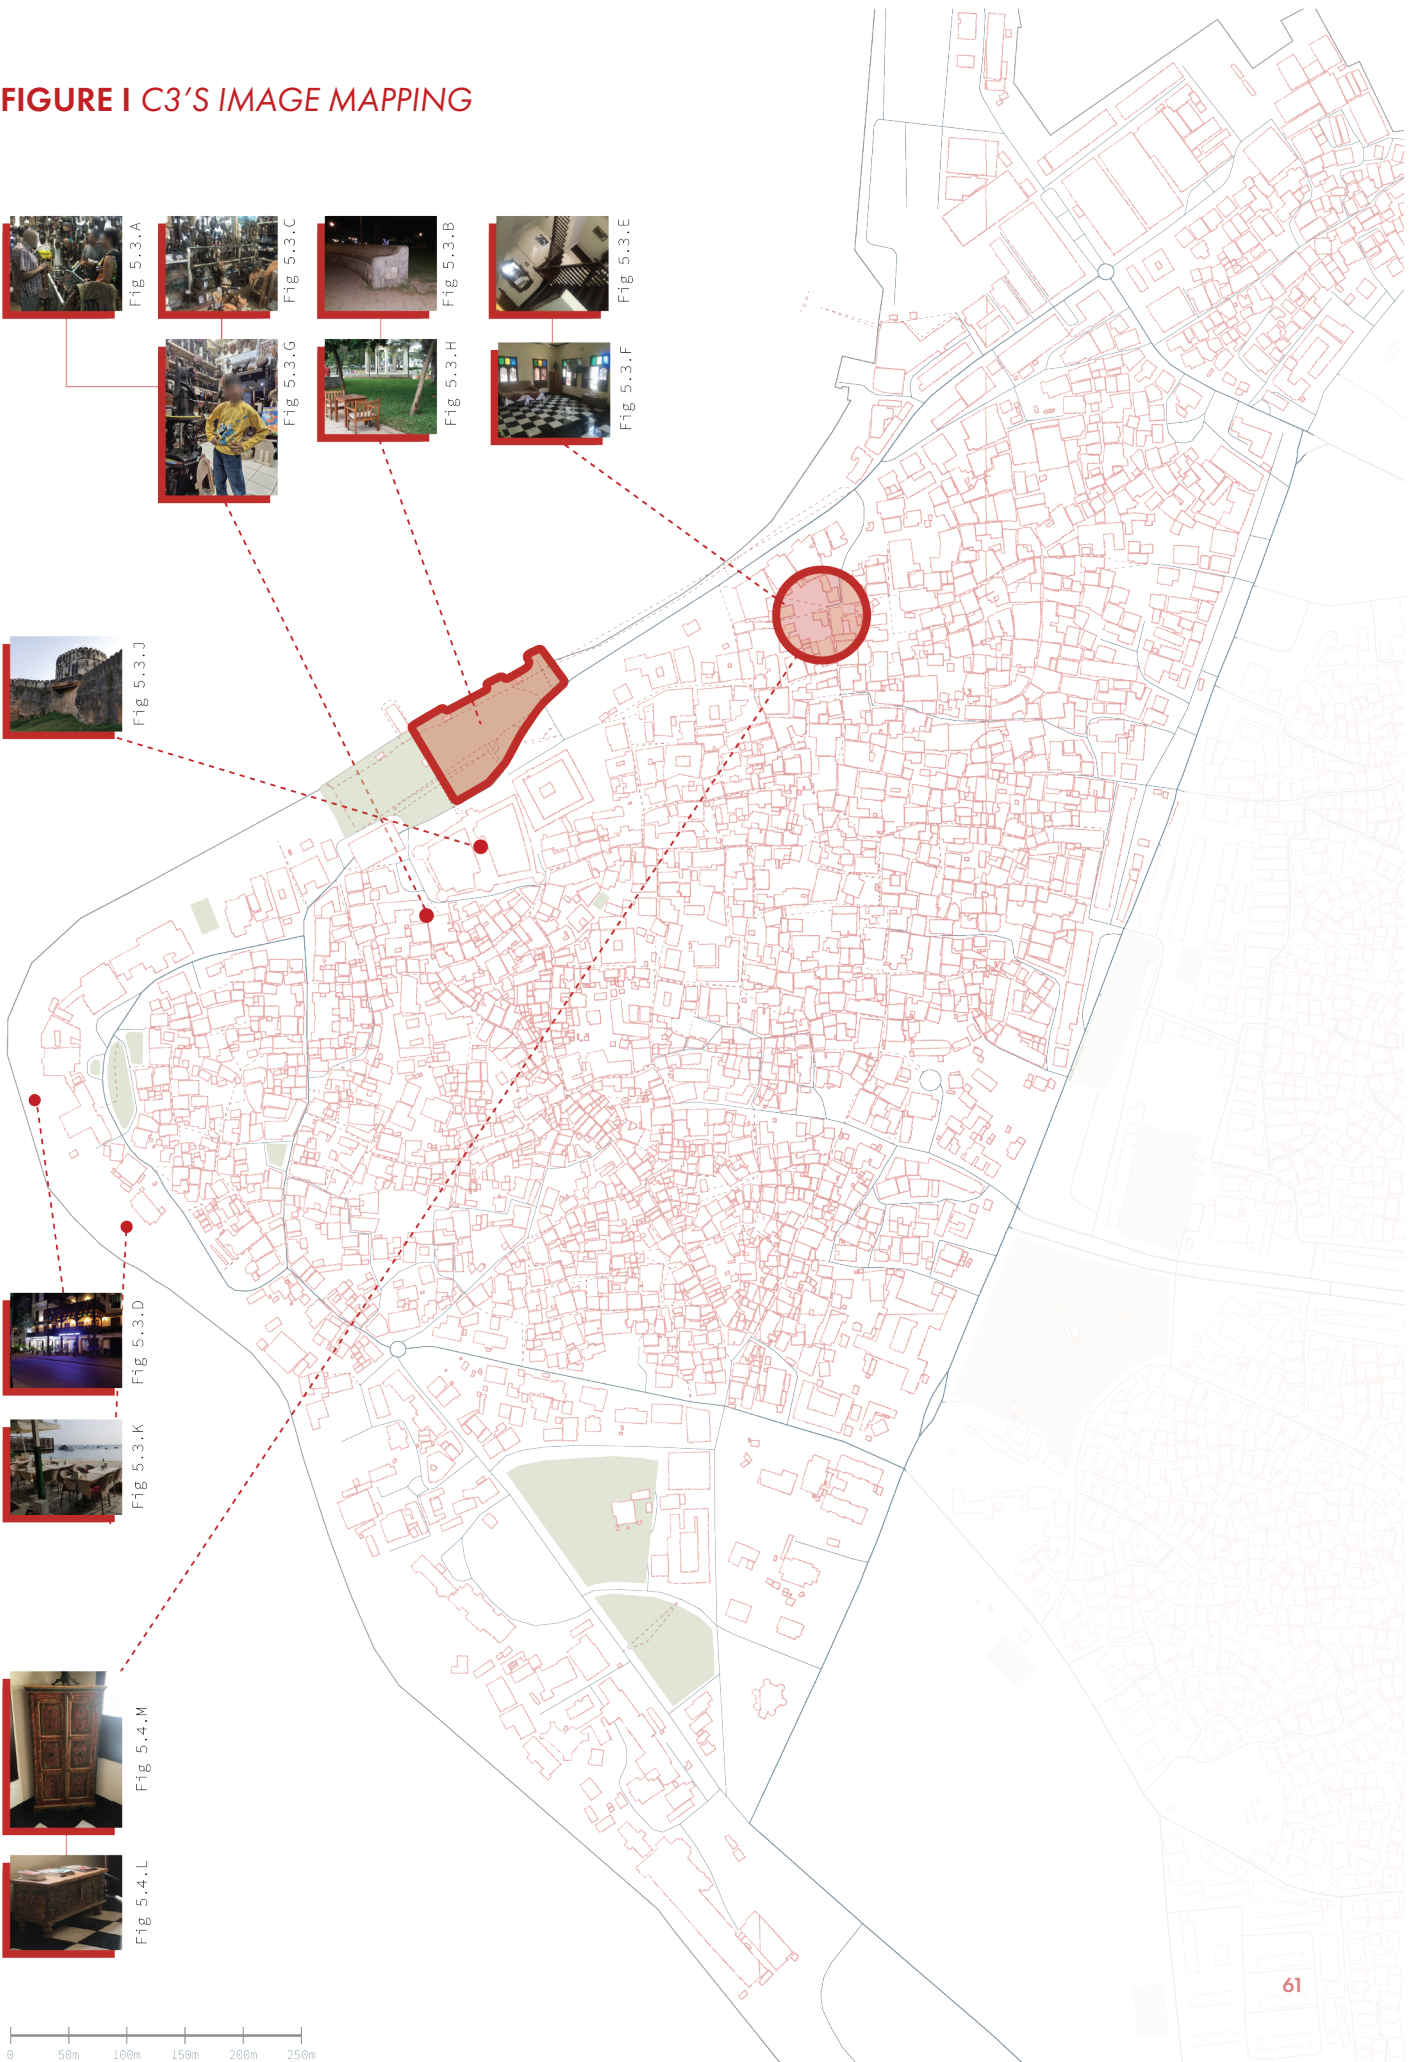 FIGURE I C3'S IMAGE MAPPING
Fig 5.3.A
Fig 5.3.C
Fig 5.3.B
Fig 5.3.E
Fig 5.3.G
Fig 5.3.H
Fig 5.3.F
Fig 5.3.J
Fig 5.3.D
Fig 5.3.K
Fig 5.4.M
Fig 5.4.L
61
0 50m 100m 150m 200m 250m